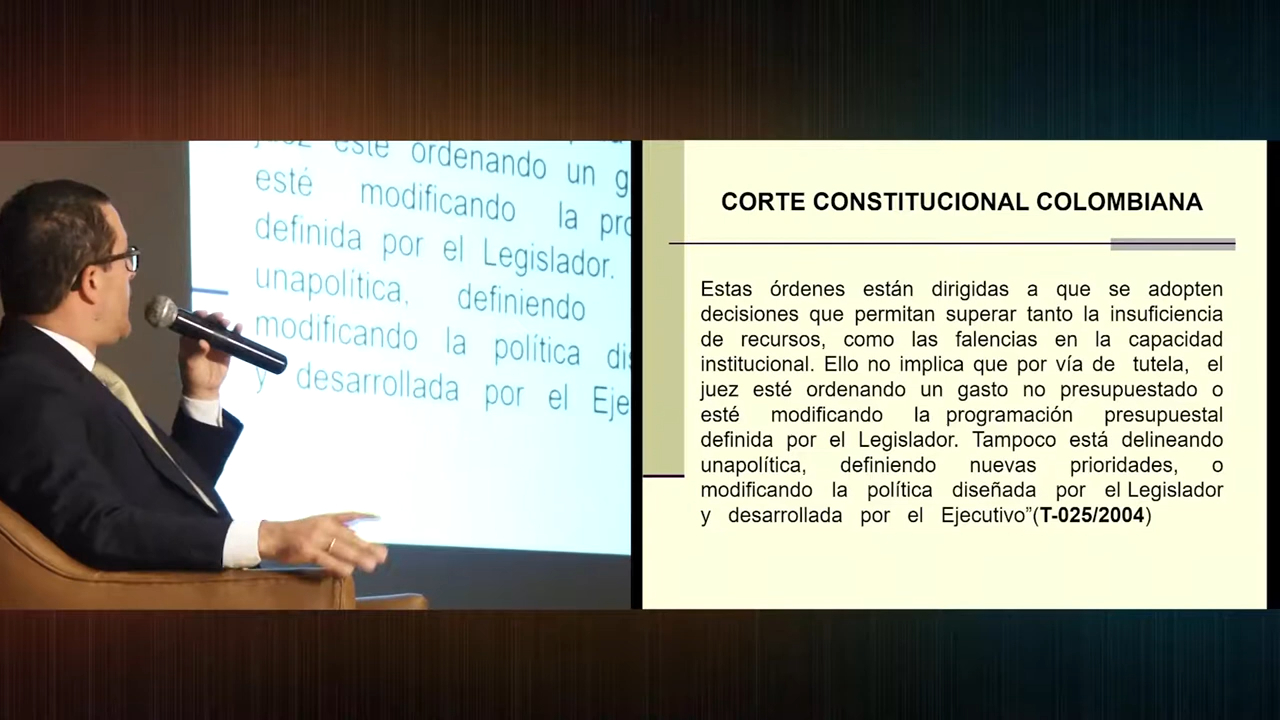 juez esté ordenando un g
esté modificando la pro
definida por el Legislador.
unapolítica, definiendo
modificando la política di
y desarrollada por el Eje
CORTE CONSTITUCIONAL COLOMBIANA
Estas órdenes están dirigidas a que se adopten
decisiones que permitan superar tanto la insuficiencia
de recursos, como las falencias en la capacidad
institucional. Ello no implica que por vía de tutela, el
juez esté ordenando un gasto no presupuestado o
esté modificando la programación presupuestal
definida por el Legislador. Tampoco está delineando
unapolítica, definiendo nuevas prioridades, o
modificando la política diseñada por el Legislador
y desarrollada por el Ejecutivo”(T-025/2004)